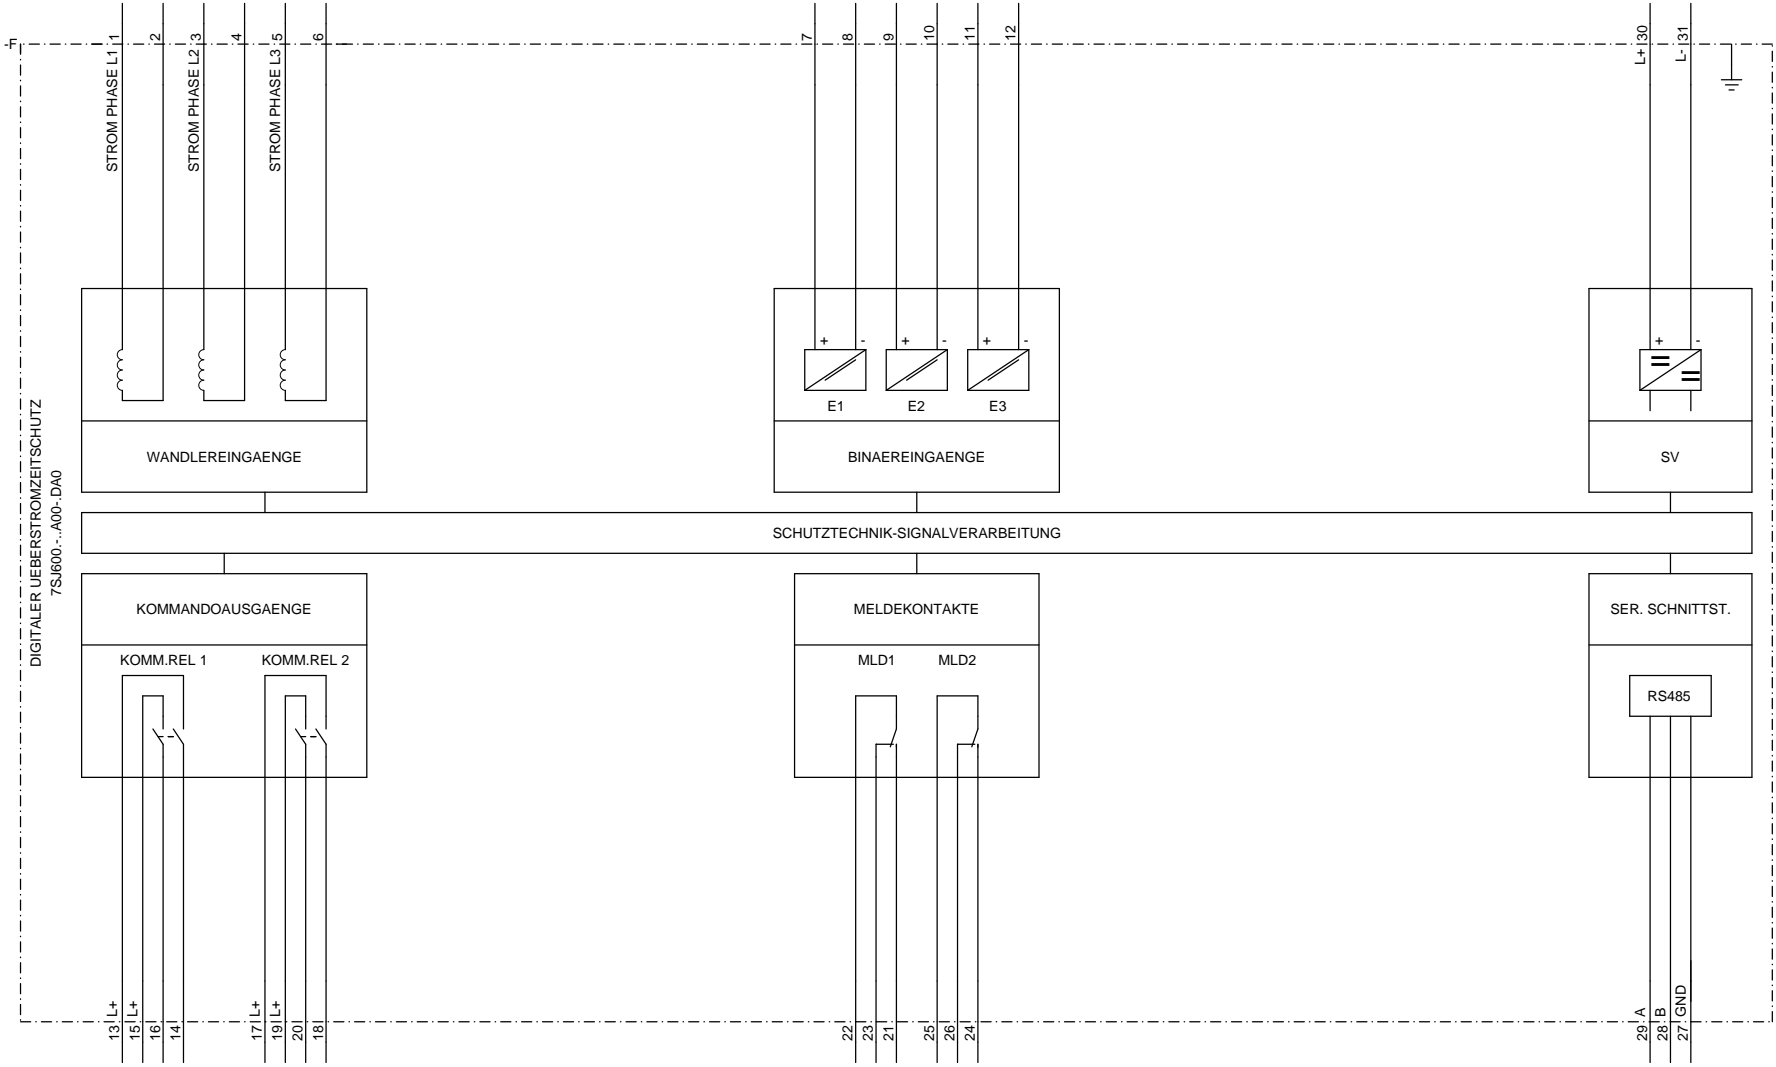 -F
STROM PHASE L1 1
2
STROM PHASE L2 3
4
STROM PHASE L3 5
6
7
8
9
10
11
12
L+ 30
L- 31
+ -
+ -
+ -
+ -
E1
E2
E3
WANDLEREINGAENGE
BINAEREINGAENGE
SV
DIGITALER UEBERSTROMZEITSCHUTZ
7SJ600.-..A00-.DA0
SCHUTZTECHNIK-SIGNALVERARBEITUNG
KOMMANDOAUSGAENGE
MELDEKONTAKTE
SER. SCHNITTST.
KOMM.REL 1
KOMM.REL 2
MLD1
MLD2
RS485
13 L+
15 L+
16
14
17 L+
19 L+
20
18
22
23
21
25
26
24
29 A
28 B
27 GND